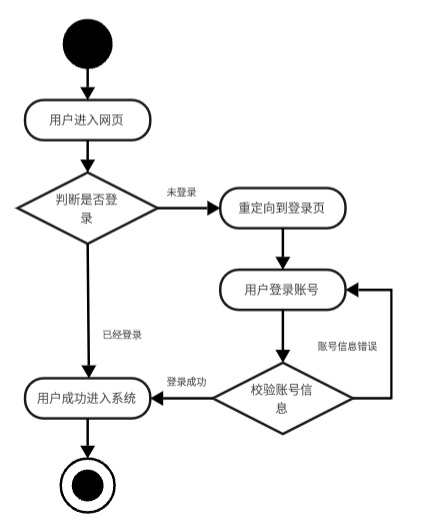 用户进入网页
判断是否登
录
未登录
重定向到登录页
用户登录账号
已经登录
账号信息错误
登录成功
校验账号信
息
用户成功进入系统